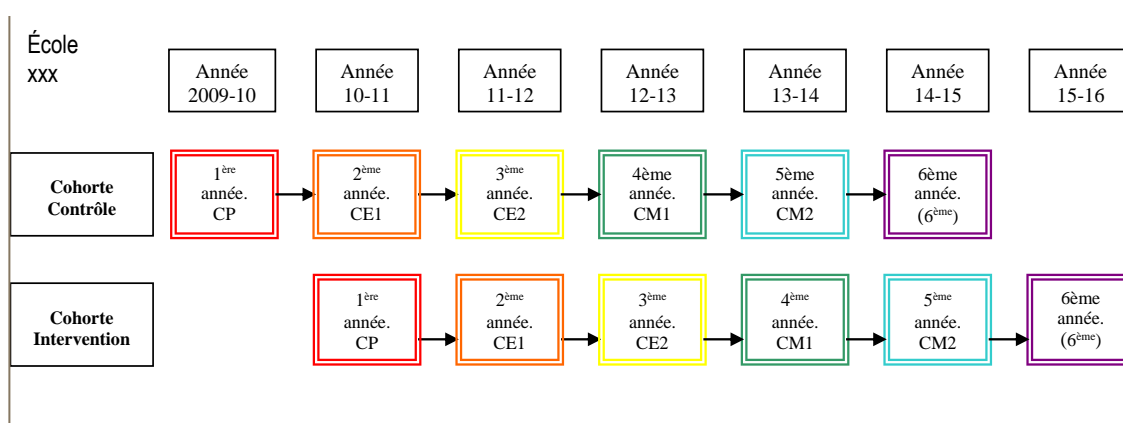 École
xxx
Année
2009-10
Année
10-11
Année
11-12
Année
12-13
Année
13-14
Année
14-15
Année
15-16
Cohorte
Contrôle
1ère
année.
CP
2ème
année.
CE1
3ème
année.
CE2
4ème
année.
CM1
5ème
année.
CM2
6ème
année.
(6ème)
Cohorte
Intervention
1ère
année.
CP
2ème
année.
CE1
3ème
année.
CE2
4ème
année.
CM1
5ème
année.
CM2
6ème
année.
(6ème)